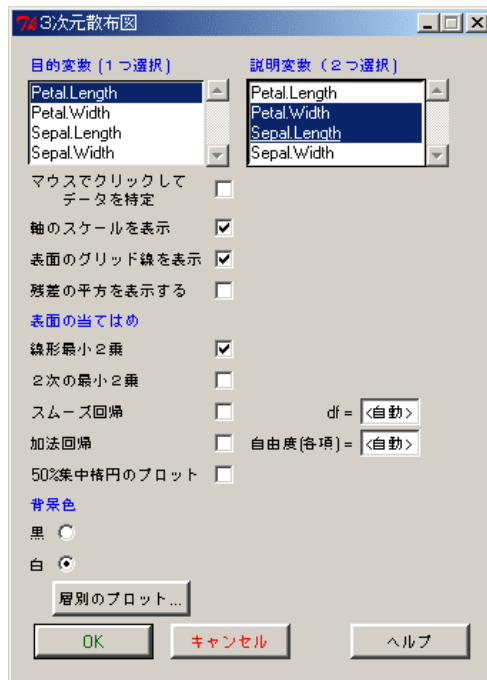 3次元散布図
目的変数 (1つ選択)
説明変数 (2つ選択)
Petal.Length
Petal.Width
Sepal.Length
Sepal.Width
Petal.Length
Petal.Width
Sepal.Length
Sepal.Width
マウスでクリックして
データを特定
軸のスケールを表示
表面のグリッド線を表示
残差の平方を表示する
表面の当てはめ
線形最小2乗
2次の最小2乗
スムーズ回帰 df = <自動>
加法回帰 自由度(各項) = <自動>
50%集中楕円のプロット
背景色
黒
白
層別のプロット...
OK キャンセル ヘルプ